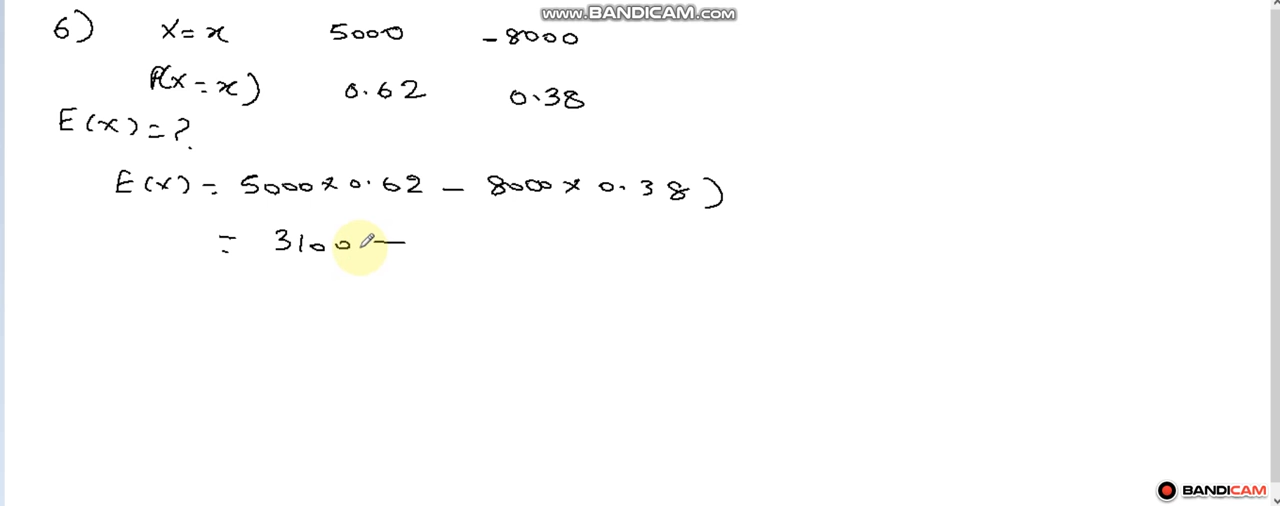 www.BANDICAM.com
6) X = x 5000 - 8000
P(X = x) 0.62 0.38
E(X) = ?
E(X) = 5000 × 0.62 - 8000 × 0.38)
= 3100 -
BANDICAM